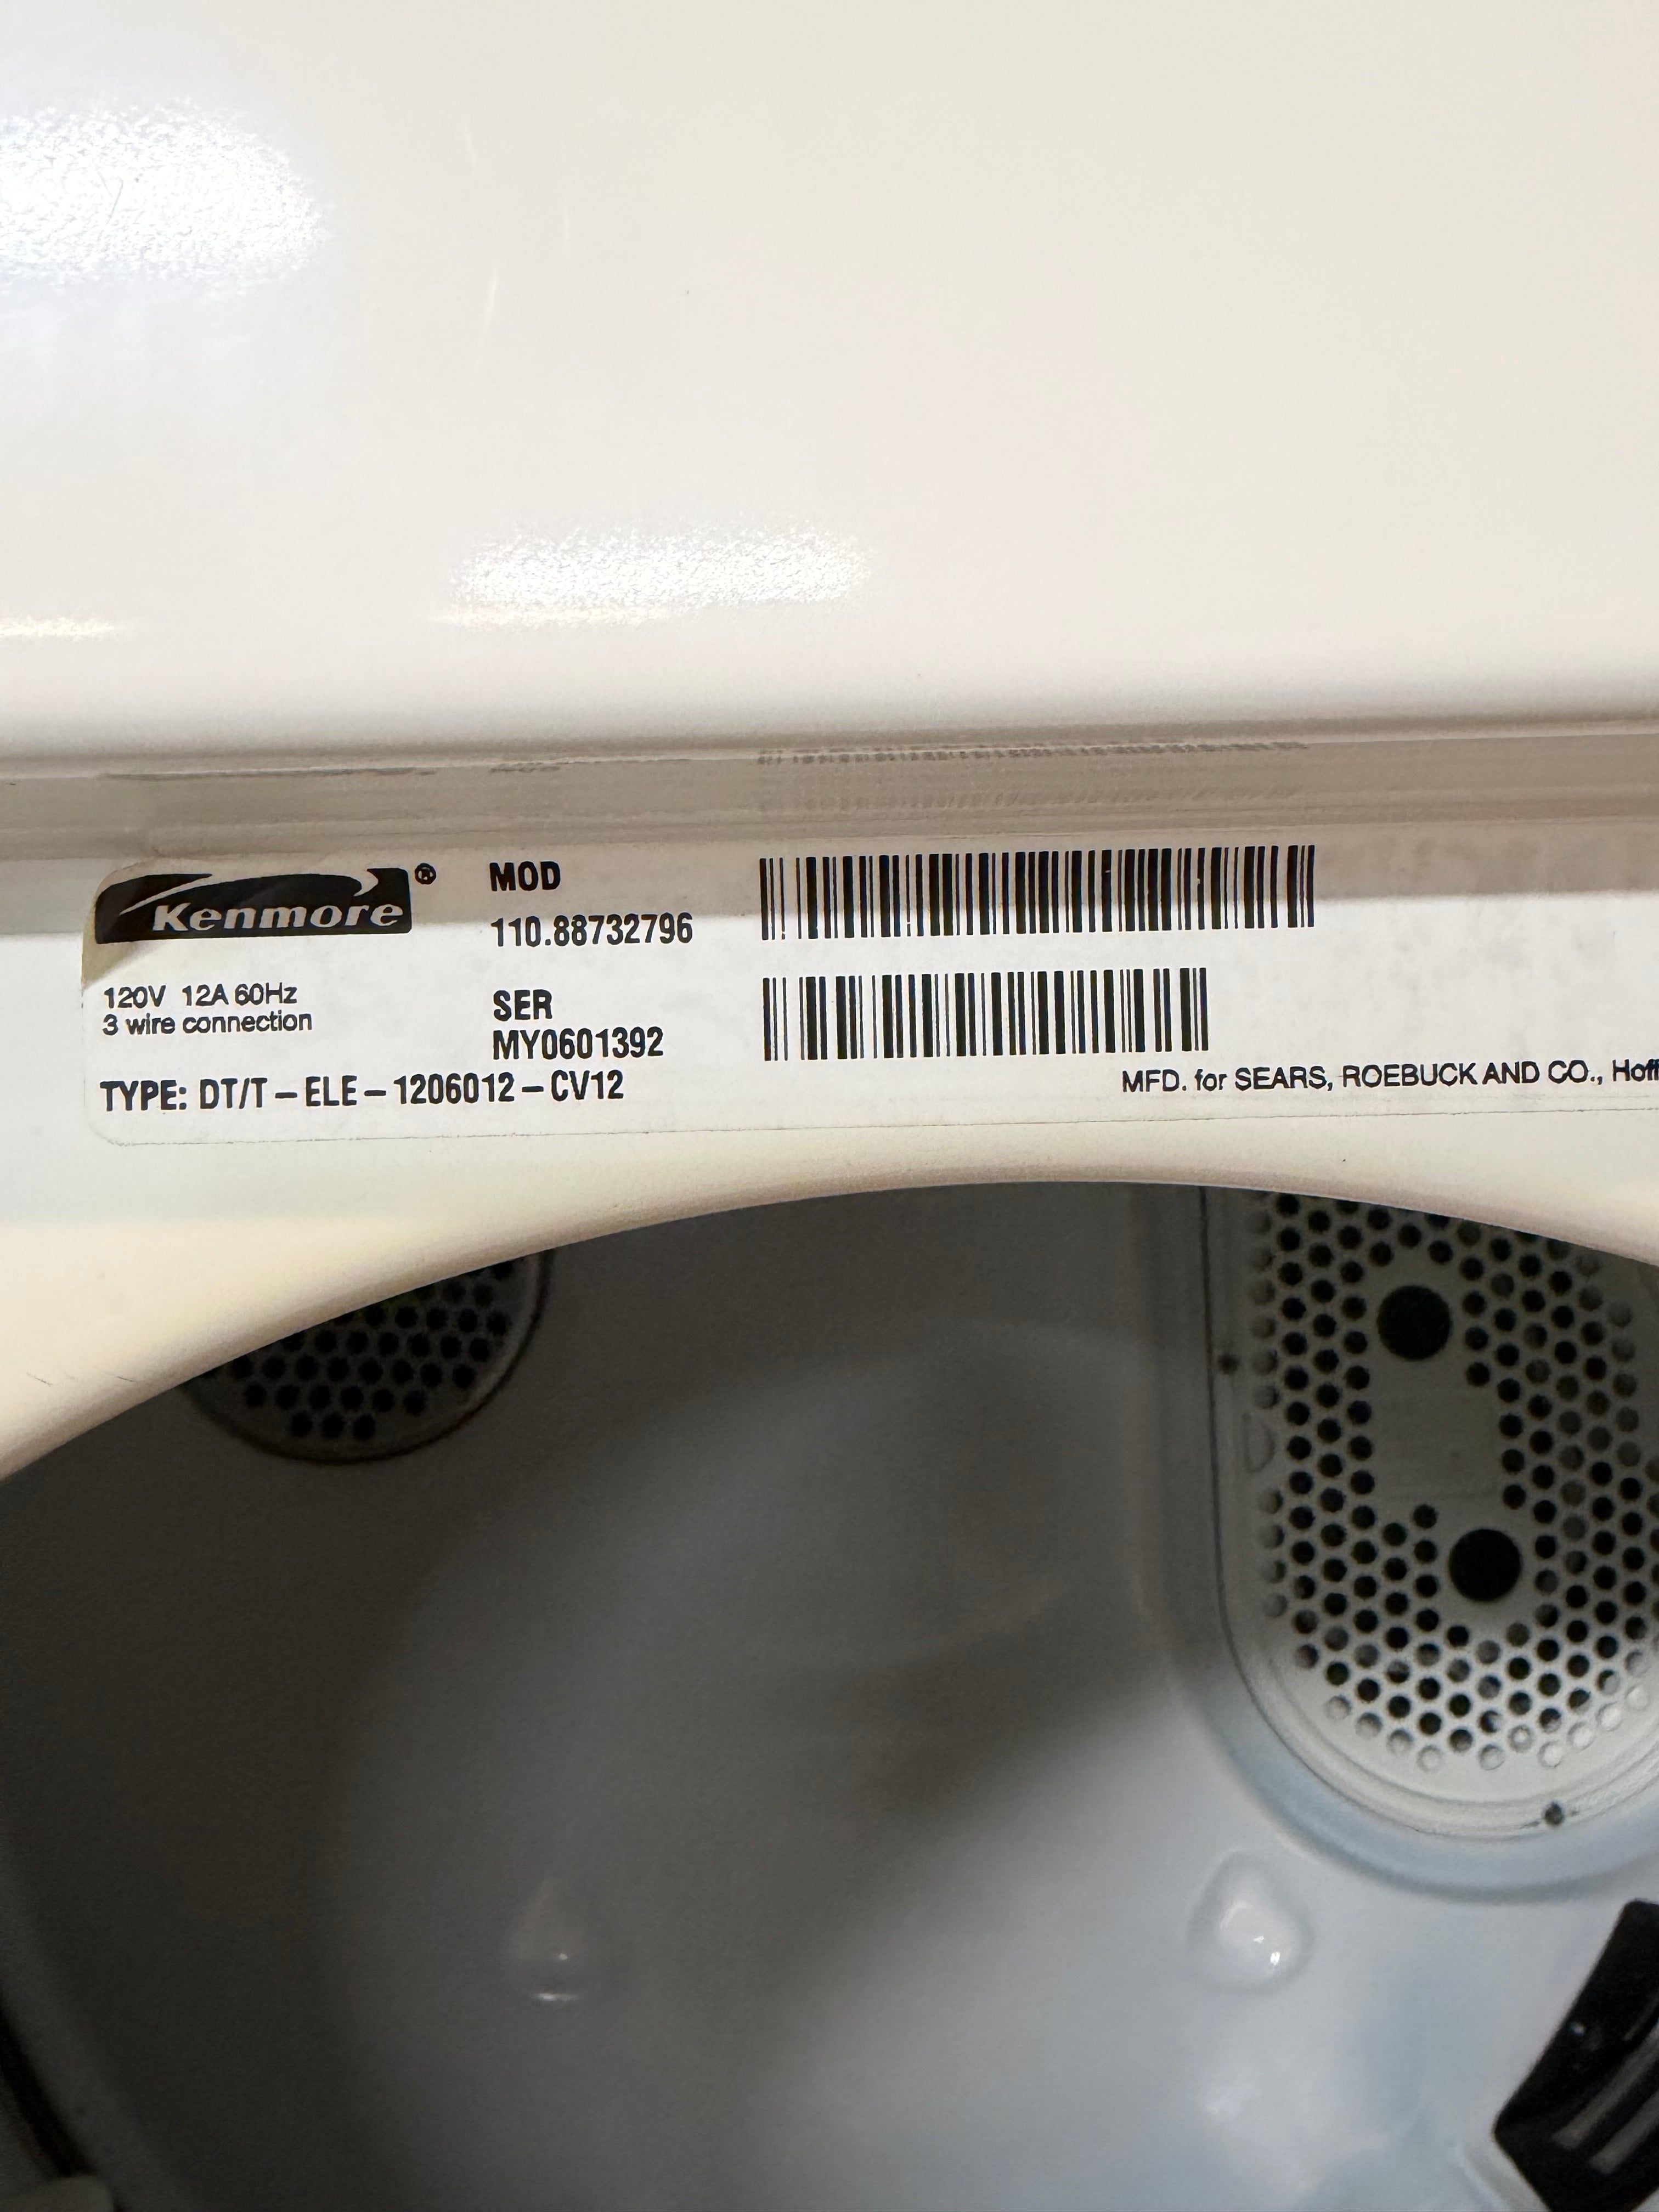 Kenmore®
MOD
110.88732796
120V 12A 60Hz
3 wire connection
SER
MY0601392
TYPE: DT/T-ELE-1206012-CV12
MFD. for SEARS, ROEBUCK AND CO., Hoff